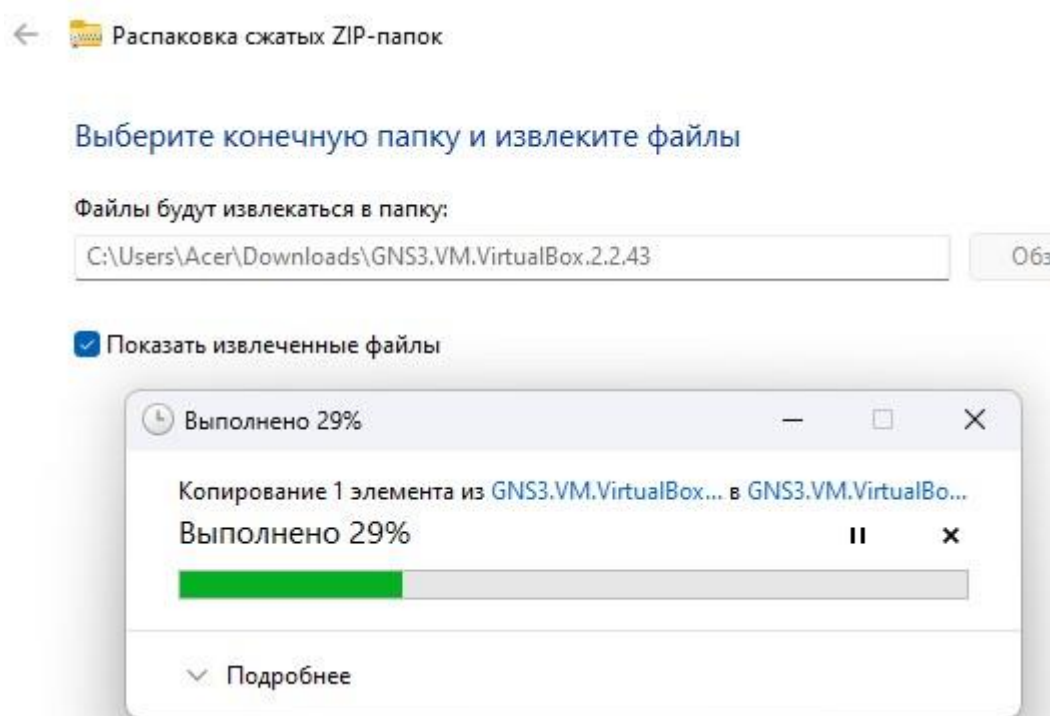 Распаковка сжатых ZIP-папок
Выберите конечную папку и извлеките файлы
Файлы будут извлекаться в папку:
C:\Users\Acer\Downloads\GNS3.VM.VirtualBox.2.2.43
Обз
Показать извлеченные файлы
Выполнено 29%
Копирование 1 элемента из GNS3.VM.VirtualBox... в GNS3.VM.VirtualBo...
Выполнено 29%
Подробнее